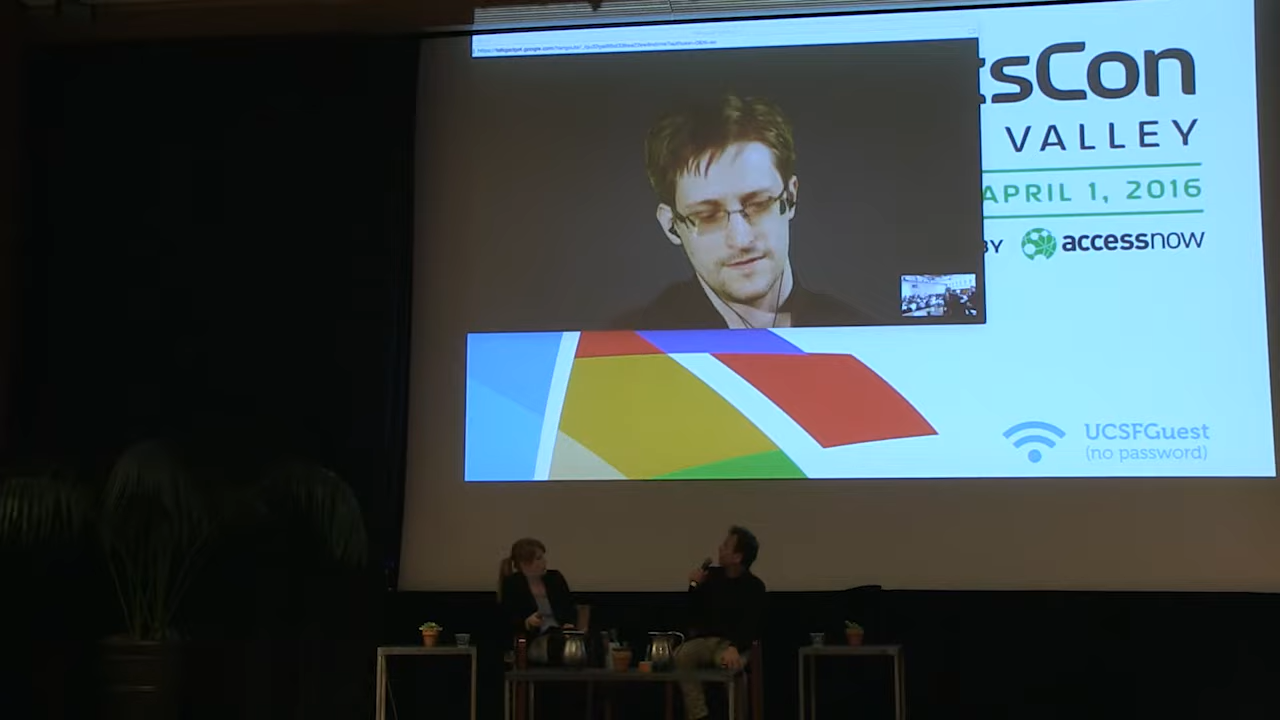 tsCon
VALLEY
APRIL 1, 2016
BY accessnow
UCSFGuest
(no password)